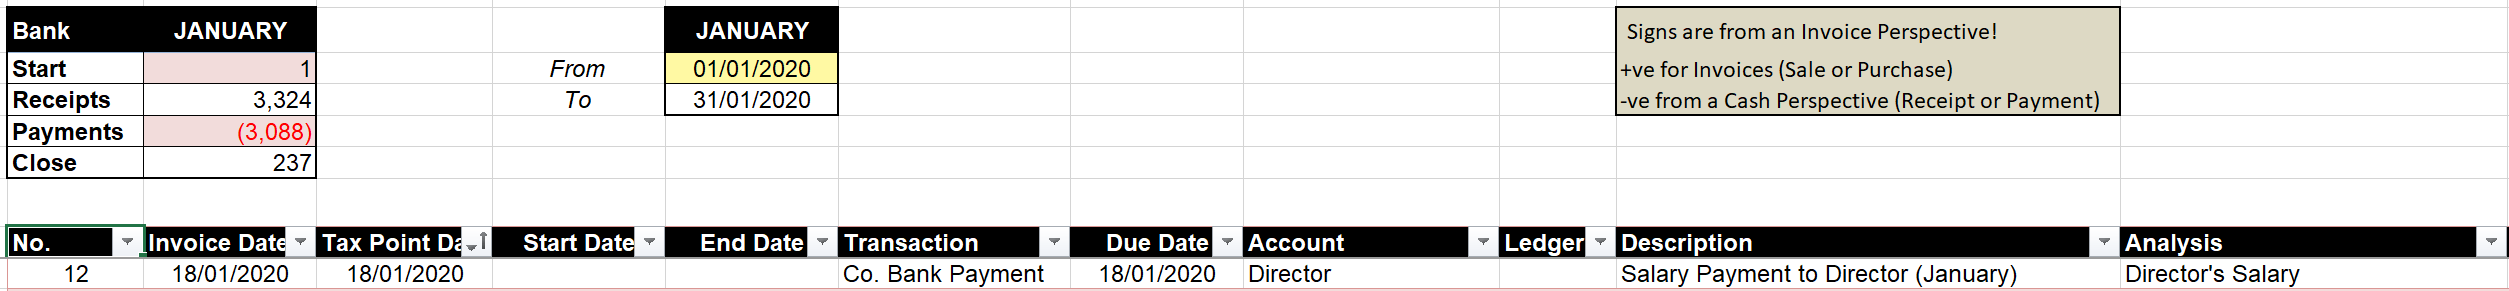 Bank JANUARY JANUARY Signs are from an Invoice Perspective!
Start 1 From 01/01/2020 +ve for Invoices (Sale or Purchase)
Receipts 3,324 To 31/01/2020 -ve from a Cash Perspective (Receipt or Payment)
Payments (3,088)
Close 237
No. Invoice Date Tax Point Da Start Date End Date Transaction Due Date Account Ledger Description Analysis
12 18/01/2020 18/01/2020 Co. Bank Payment 18/01/2020 Director Salary Payment to Director (January) Director's Salary